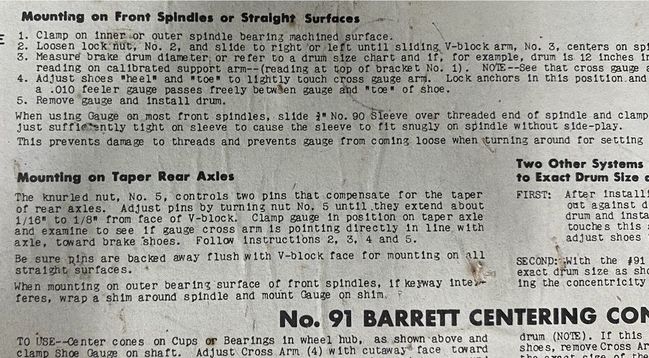 Mounting on Front Spindles or Straight Surfaces
1. Clamp on inner or outer spindle bearing machined surface.
2. Loosen lock nut, No. 2, and slide to right or left until sliding V-block arm, No. 3, centers on
3. Measure brake drum diameter or refer to drum size chart and if, for example, drum is 12 inches
reading on calibrated support arm--(reading at top of bracket No. 1). NOTE--See that cross gauge
4. Adjust shoes "heel" and "toe" to lightly touch cross gauge arm. Lock anchors in this position and
a .010 feeler gauge passes freely between gauge and "toe" of shoe.
5. Remove gauge and install drum.
When using Gauge on most front spindles, slide ¾" No. 90 Sleeve over threaded end of spindle and clamp
just sufficently tight on sleeve to cause the sleeve to fit snugly on spindle without side-play.
This prevents damage to threads and prevents gauge from coming loose when turning around for setting
Mounting on Taper Rear Axles
The knurled nut, No. 5, controls two pins that compensate for the taper
of rear axles. Adjust pins by turning nut No. 5 until they extend about
1/16" to 1/8" from face of V-block. Clamp gauge in position on taper axle
and examine to see if gauge cross arm is pointing directly in line with
axle, toward brake shoes. Follow instructions 2, 3, 4 and 5.
Be sure pins are backed away flush with V-block face for mounting on all
straight surfaces.
When mounting on outer bearing surface of front spindles, if keyway inter-
feres, wrap a shim around spindle and mount Gauge on shim.
Two Other Systems
to Exact Drum Size
FIRST: After
out against
drum and
touches this
adjust shoes
SECOND: With the #91
exact drum size as
ing the concentricity
No. 91 BARRETT CENTERING
TO USE--Center cones on Cups or Bearings in wheel hub, as shown above and
clamp Shoe Gauge on shaft. Adjust Cross Arm (4) with cutaway face toward
drum (NOTE). If this
shoes, remove Cross
the exact size of the